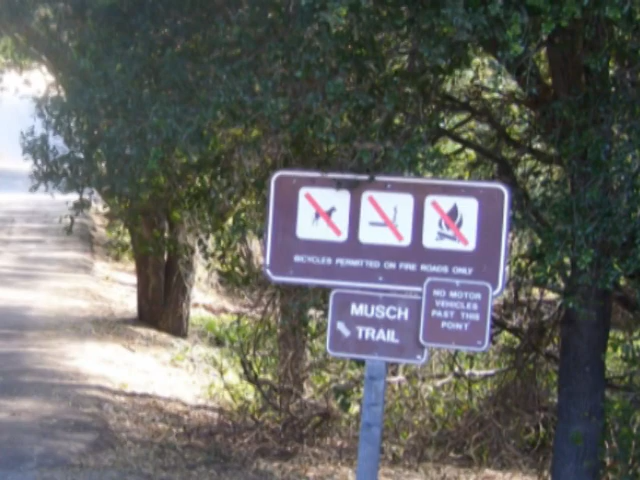 BICYCLES PERMITTED ON FIRE ROADS ONLY
MUSCH
TRAIL
NO MOTOR
VEHICLES
PAST THIS
POINT